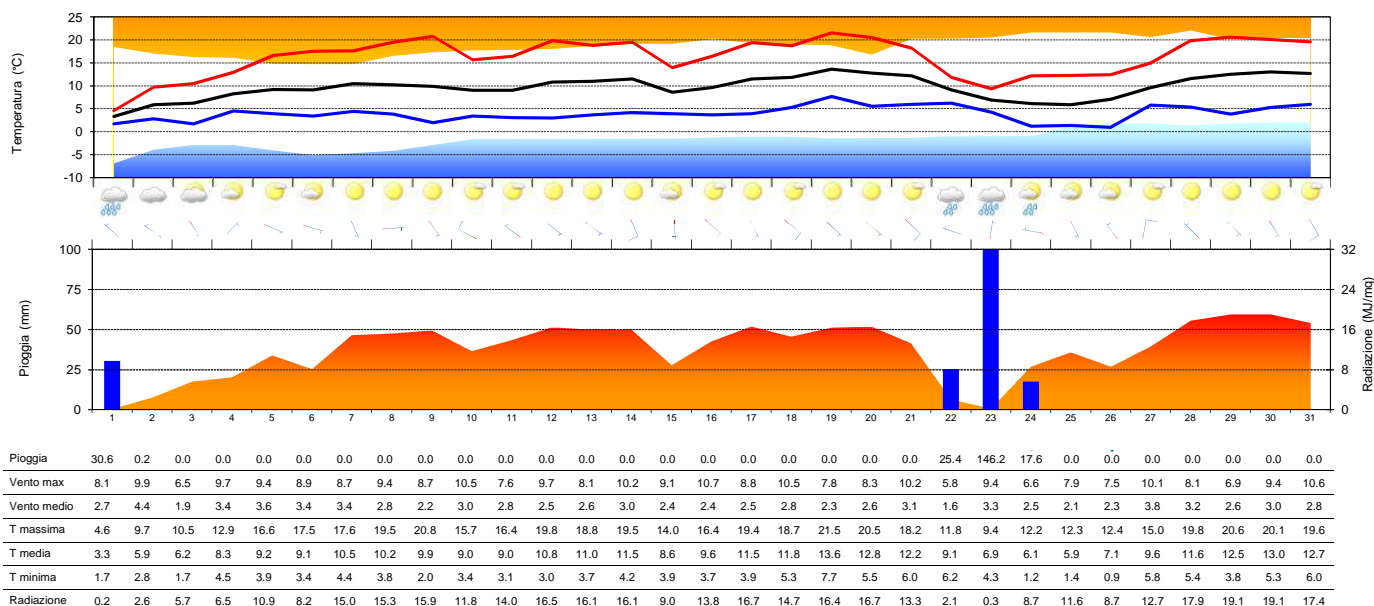 25
20
15
10
5
0
-5
-10
Temperatura (°C)
100
75
50
25
0
Pioggia (mm)
32
24
16
8
0
Radiazione (MJ/mq)
1 2 3 4 5 6 7 8 9 10 11 12 13 14 15 16 17 18 19 20 21 22 23 24 25 26 27 28 29 30 31
Pioggia 30.6 0.2 0.0 0.0 0.0 0.0 0.0 0.0 0.0 0.0 0.0 0.0 0.0 0.0 0.0 0.0 0.0 0.0 0.0 0.0 0.0 25.4 146.2 17.6 0.0 0.0 0.0 0.0 0.0 0.0 0.0
Vento max 8.1 9.9 6.5 9.7 9.4 8.9 8.7 9.4 8.7 10.5 7.6 9.7 8.1 10.2 9.1 10.7 8.8 10.5 7.8 8.3 10.2 5.8 9.4 6.6 7.9 7.5 10.1 8.1 6.9 9.4 10.6
Vento medio 2.7 4.4 1.9 3.4 3.6 3.4 3.4 2.8 2.2 3.0 2.8 2.5 2.6 3.0 2.4 2.4 2.5 2.8 2.3 2.6 3.1 1.6 3.3 2.5 2.1 2.3 3.8 3.2 2.6 3.0 2.8
T massima 4.6 9.7 10.5 12.9 16.6 17.5 17.6 19.5 20.8 15.7 16.4 19.8 18.8 19.5 14.0 16.4 19.4 18.7 21.5 20.5 18.2 11.8 9.4 12.2 12.3 12.4 15.0 19.8 20.6 20.1 19.6
T media 3.3 5.9 6.2 8.3 9.2 9.1 10.5 10.2 9.9 9.0 9.0 10.8 11.0 11.5 8.6 9.6 11.5 11.8 13.6 12.8 12.2 9.1 6.9 6.1 5.9 7.1 9.6 11.6 12.5 13.0 12.7
T minima 1.7 2.8 1.7 4.5 3.9 3.4 4.4 3.8 2.0 3.4 3.1 3.0 3.7 4.2 3.9 3.7 3.9 5.3 7.7 5.5 6.0 6.2 4.3 1.2 1.4 0.9 5.8 5.4 3.8 5.3 6.0
Radiazione 0.2 2.6 5.7 6.5 10.9 8.2 15.0 15.3 15.9 11.8 14.0 16.5 16.1 16.1 9.0 13.8 16.7 14.7 16.4 16.7 13.3 2.1 0.3 8.7 11.6 8.7 12.7 17.9 19.1 19.1 17.4